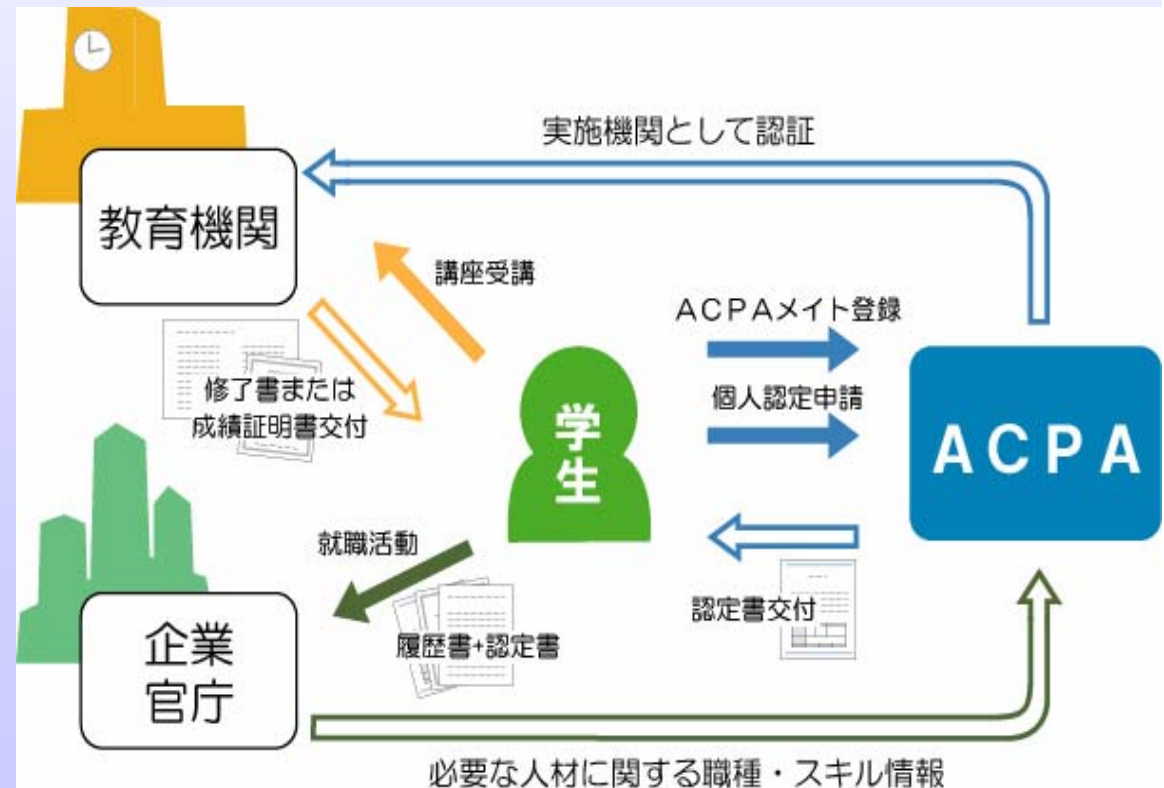 実施機関として認証
教育機関
講座受講
ACPAメイト登録
個人認定申請
修了書または
成績証明書交付
学生
ACPA
就職活動
認定書交付
履歴書+認定書
企業
官庁
必要な人材に関する職種・スキル情報